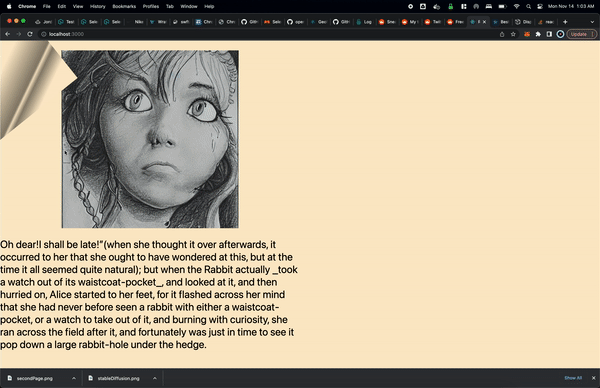 Chrome File Edit View History Bookmarks Profiles Tab Window Help Mon Nov 14 1:03 AM
localhost:3000 Update
Oh dear!I shall be late!”(when she thought it over afterwards, it
occurred to her that she ought to have wondered at this, but at the
time it all seemed quite natural); but when the Rabbit actually _took
a watch out of its waistcoat-pocket_, and looked at it, and then
hurried on, Alice started to her feet, for it flashed across her mind
that she had never before seen a rabbit with either a waistcoat-
pocket, or a watch to take out of it, and burning with curiosity, she
ran across the field after it, and fortunately was just in time to see it
pop down a large rabbit-hole under the hedge.
secondPage.png stableDiffusion.png Show All